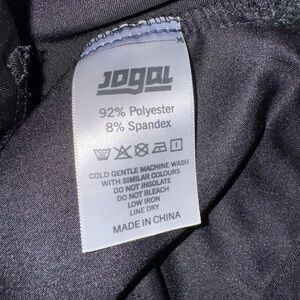 JOGAL
92% Polyester
8% Spandex
COLD GENTLE MACHINE WASH
WITH SIMILAR COLOURS
DO NOT INSOLATE
DO NOT BLEACH
LOW IRON
LINE DRY
MADE IN CHINA